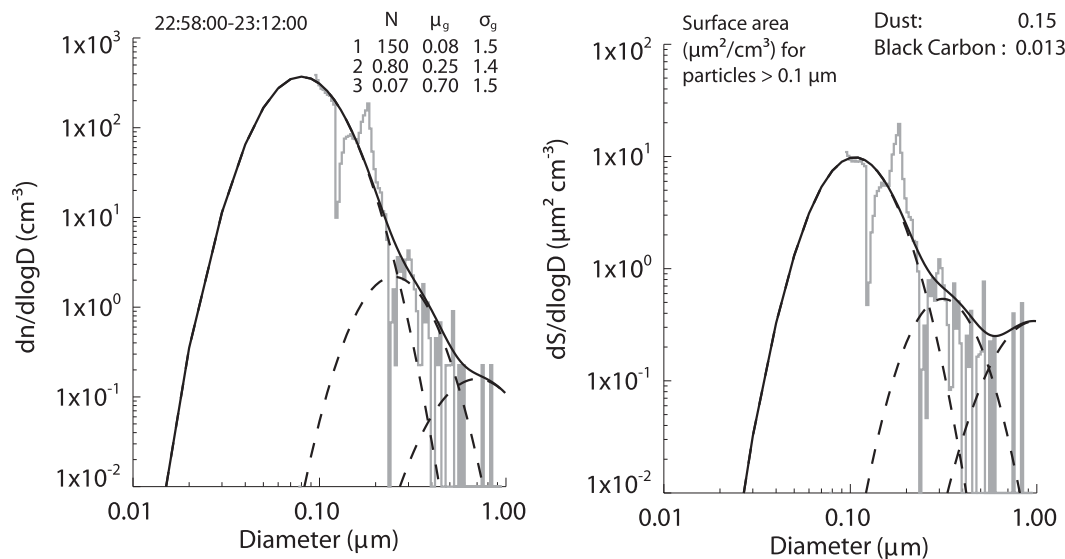 22:58:00-23:12:00
N μg σg
1 150 0.08 1.5
2 0.80 0.25 1.4
3 0.07 0.70 1.5
1x10³
1x10²
1x10¹
1x10⁰
1x10⁻¹
1x10⁻²
dn/dlogD (cm⁻³)
0.01 0.10 1.00
Diameter (μm)
Surface area
(μm²/cm³) for
particles > 0.1 μm
Dust: 0.15
Black Carbon : 0.013
1x10²
1x10¹
1x10⁰
1x10⁻¹
1x10⁻²
dS/dlogD (μm² cm⁻³)
0.01 0.10 1.00
Diameter (μm)